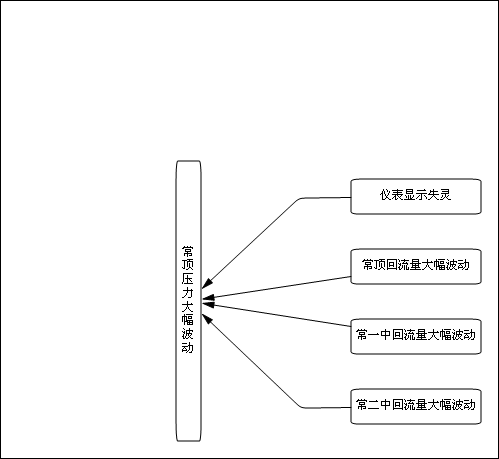 常顶压力大幅波动
仪表显示失灵
常顶回流量大幅波动
常一中回流量大幅波动
常二中回流量大幅波动